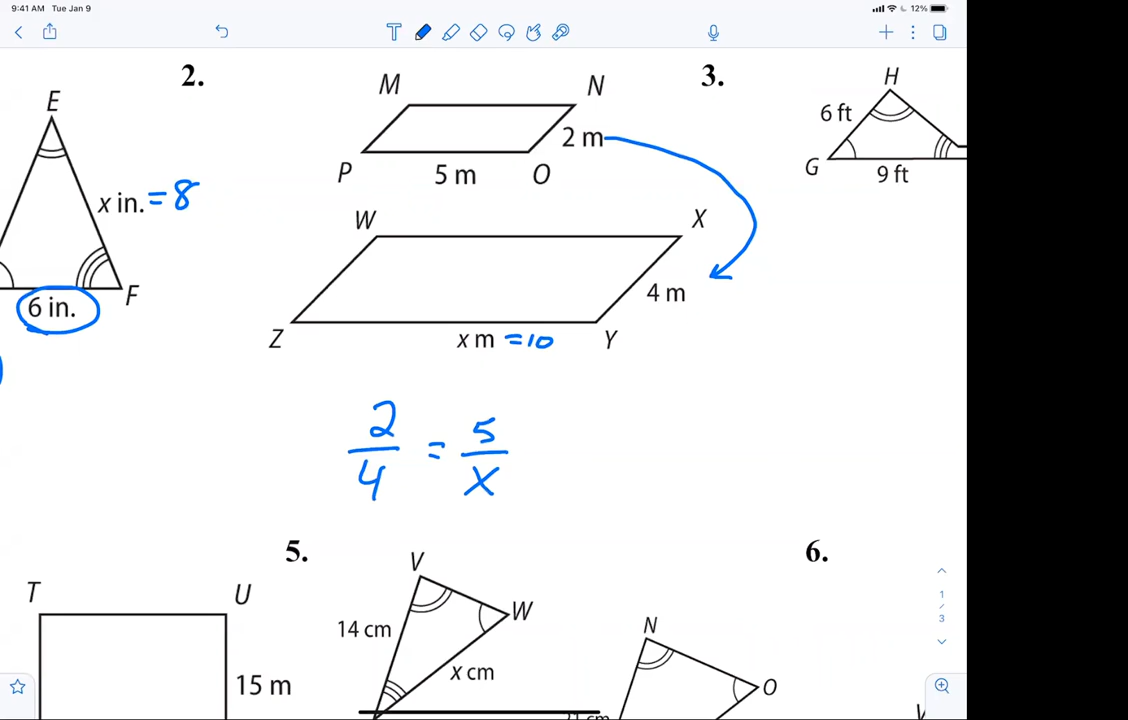 9:41 AM Tue Jan 9
12%
T
2.
3.
M
N
H
E
6 ft
2 m
P
5 m
O
G
9 ft
x in. = 8
W
X
6 in.
F
4 m
Z
x m = 10
Y
2/4 = 5/x
5.
6.
V
T
U
W
14 cm
N
x cm
15 m
O
1
/
3